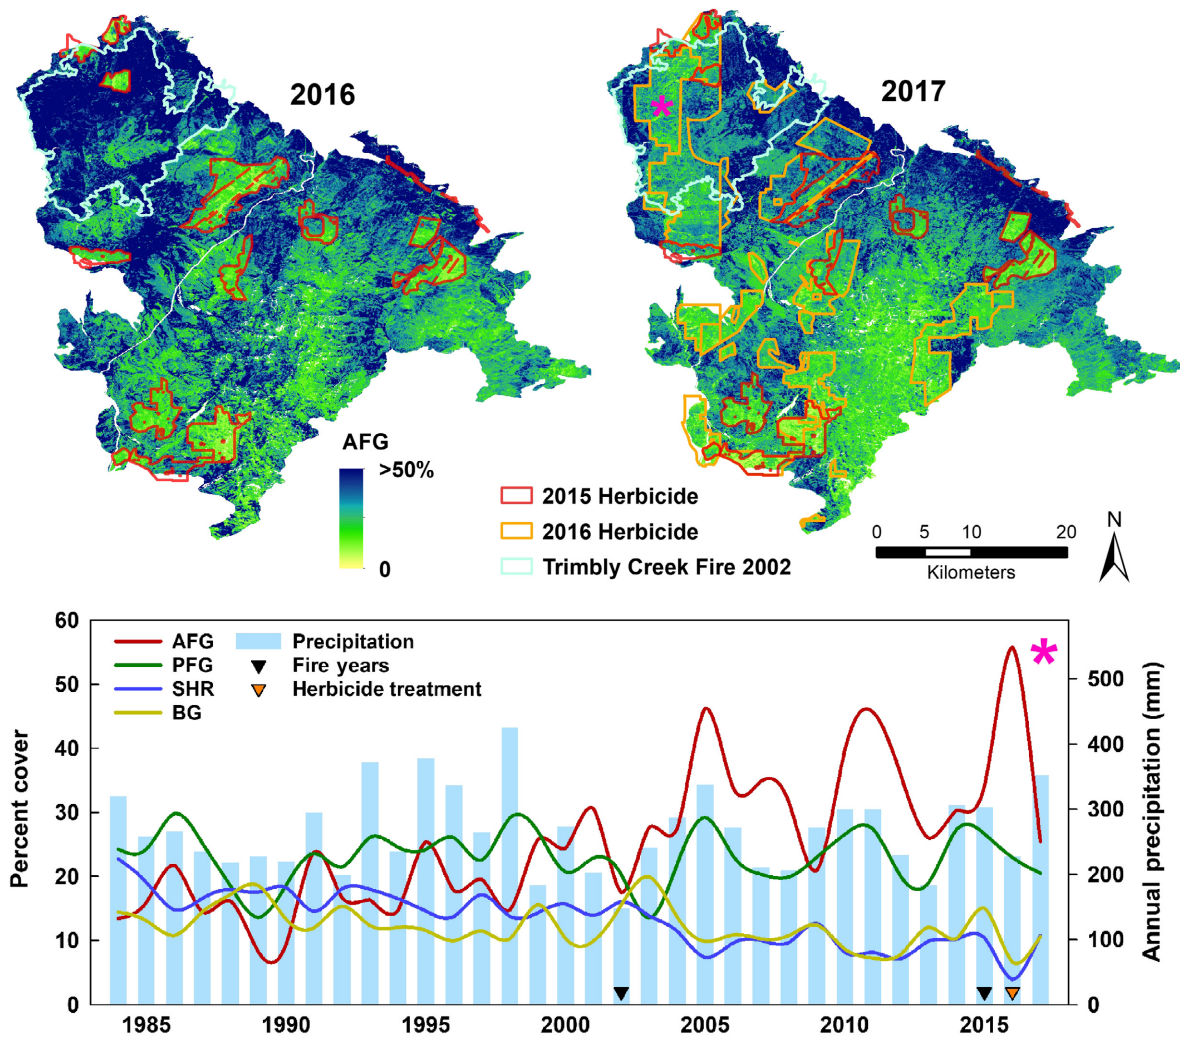 2016
2017
*
AFG
>50%
0
2015 Herbicide
2016 Herbicide
Trimbly Creek Fire 2002
0 5 10 20
Kilometers
N
60
50
40
30
20
10
0
Percent cover
AFG
PFG
SHR
BG
Precipitation
Fire years
Herbicide treatment
*
500
400
300
200
100
0
Annual precipitation (mm)
1985 1990 1995 2000 2005 2010 2015